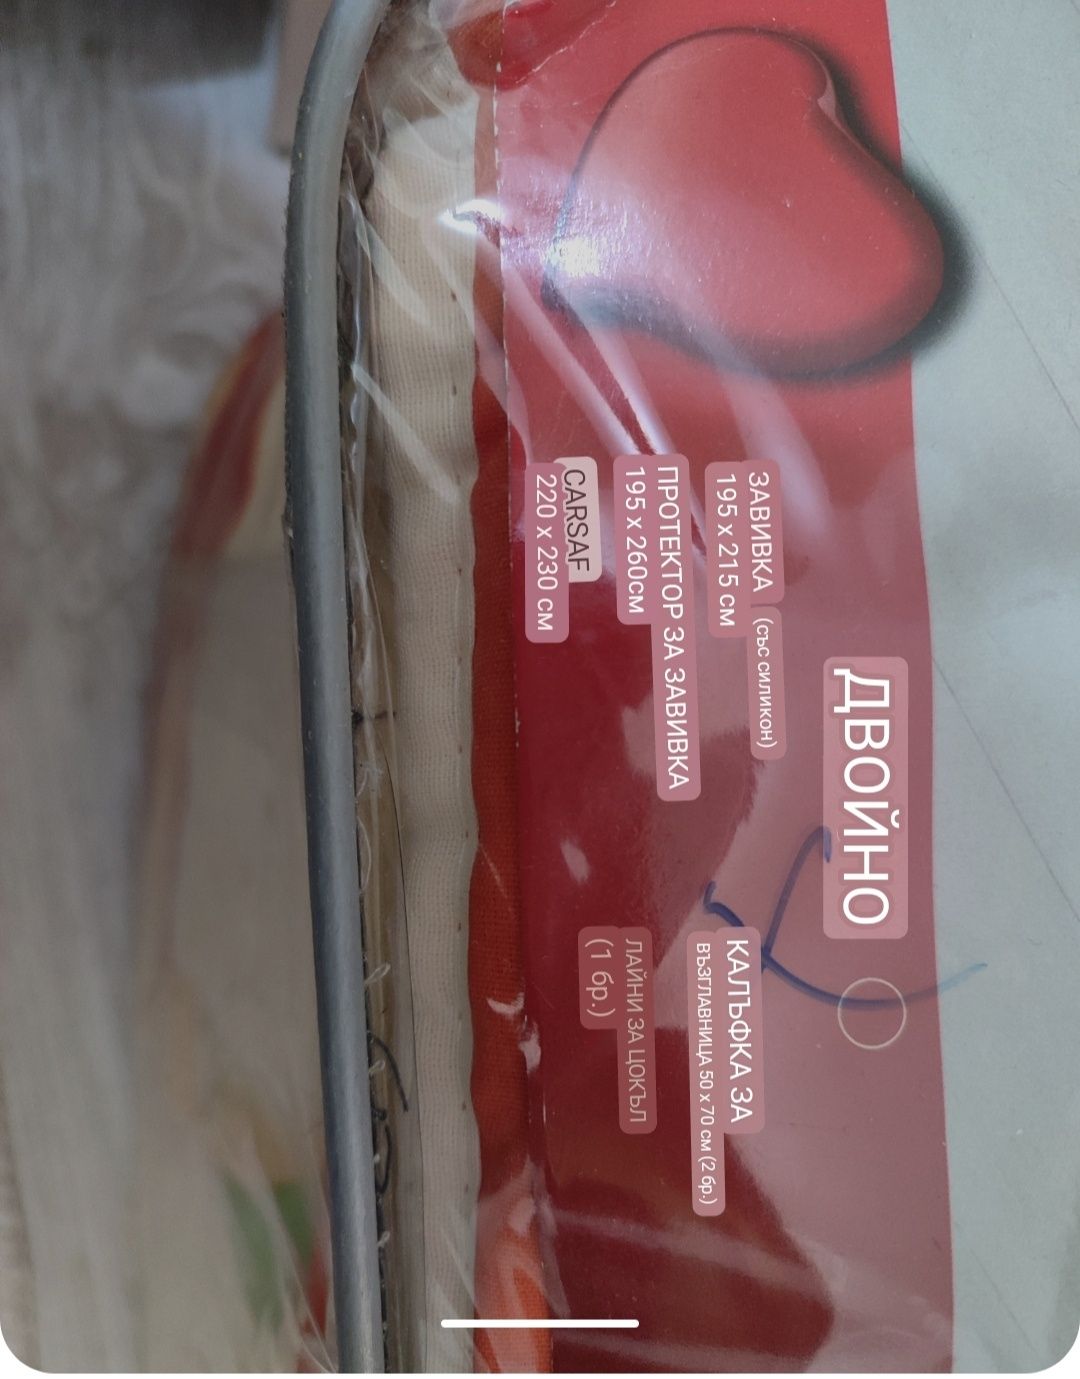 ДВОЙНО
ЗАВИВКА (със силикон)
195 x 215 см
ПРОТЕКТОР ЗА ЗАВИВКА
195 x 260см
CARSAF
220 x 230 см
КАЛЪФКА ЗА
ВЪЗГЛАВНИЦА 50 x 70 см (2 бр.)
ЛАЙНИ ЗА ЦОКЪЛ
(1 бр.)